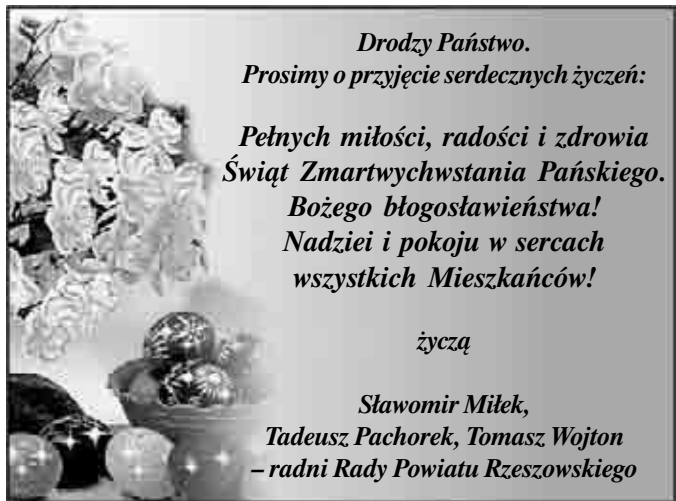 Drodzy Państwo.
Prosimy o przyjęcie serdecznych życzeń:
Pełnych miłości, radości i zdrowia
Świąt Zmartwychwstania Pańskiego.
Bożego błogosławieństwa!
Nadziei i pokoju w sercach
wszystkich Mieszkańców!
życzą
Sławomir Miłek,
Tadeusz Pachorek, Tomasz Wojton
– radni Rady Powiatu Rzeszowskiego